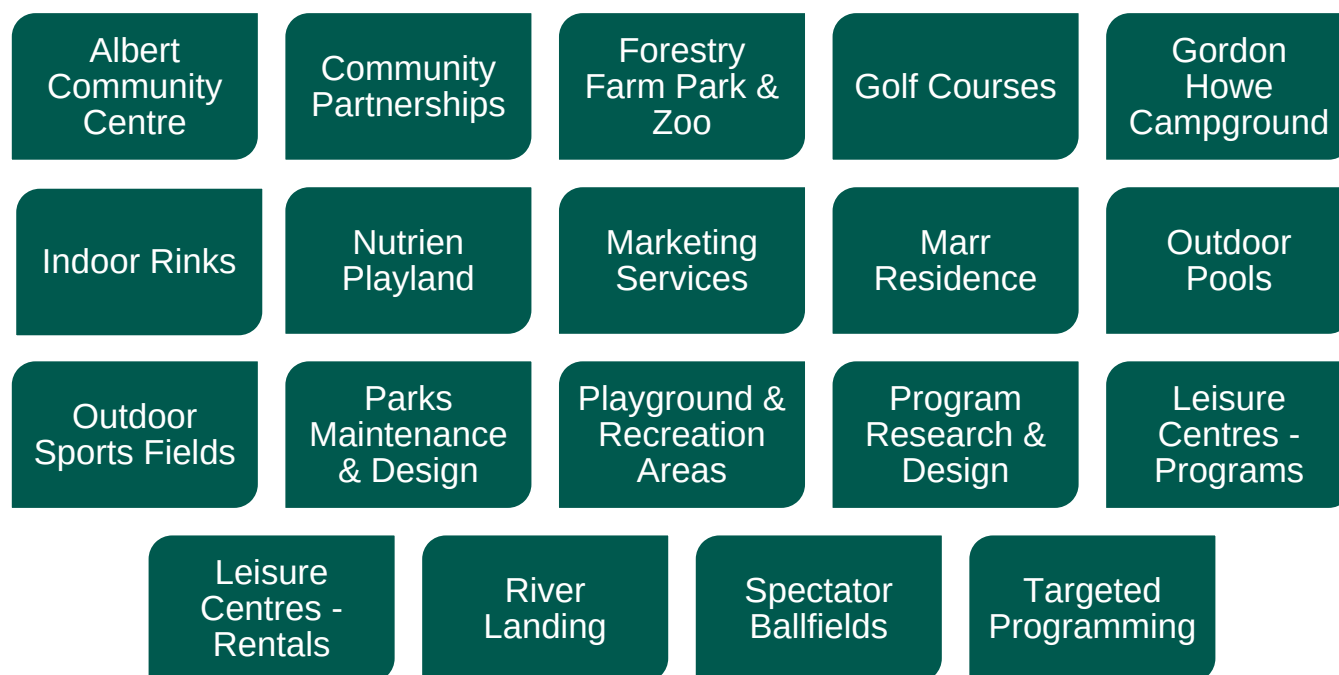 Albert
Community
Centre
Community
Partnerships
Forestry
Farm Park &
Zoo
Golf Courses
Gordon
Howe
Campground
Indoor Rinks
Nutrien
Playland
Marketing
Services
Marr
Residence
Outdoor
Pools
Outdoor
Sports Fields
Parks
Maintenance
& Design
Playground &
Recreation
Areas
Program
Research &
Design
Leisure
Centres -
Programs
Leisure
Centres -
Rentals
River
Landing
Spectator
Ballfields
Targeted
Programming